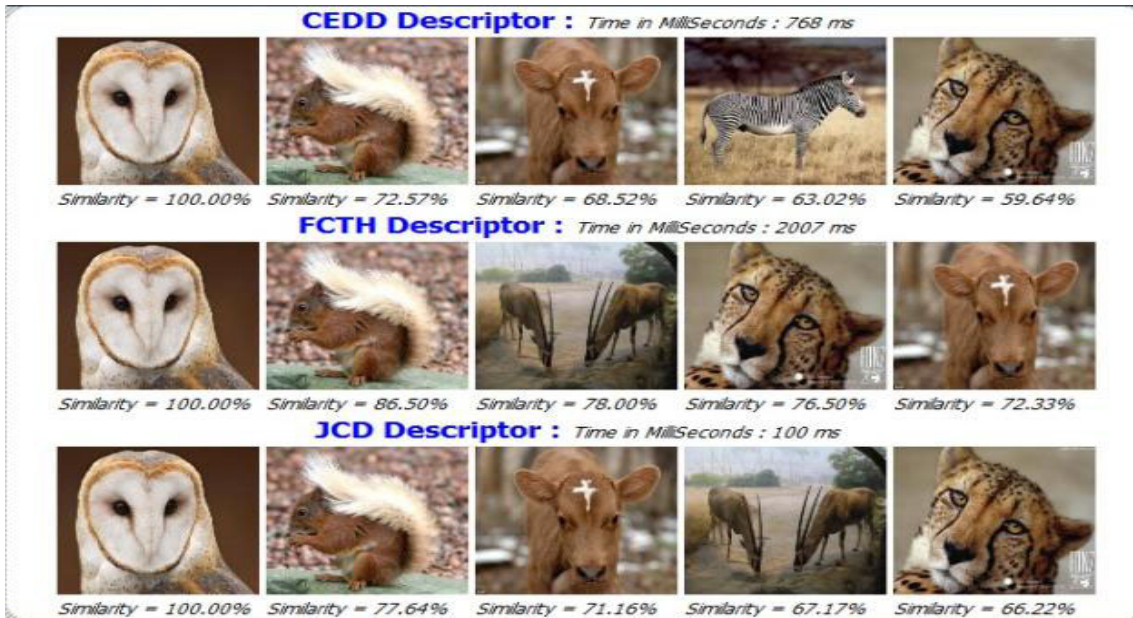 CEDD Descriptor : Time in MilliSeconds : 768 ms
Similarity = 100.00% Similarity = 72.57% Similarity = 68.52% Similarity = 63.02% Similarity = 59.64%
FCTH Descriptor : Time in MilliSeconds : 2007 ms
Similarity = 100.00% Similarity = 86.50% Similarity = 78.00% Similarity = 76.50% Similarity = 72.33%
JCD Descriptor : Time in MilliSeconds : 100 ms
Similarity = 100.00% Similarity = 77.64% Similarity = 71.16% Similarity = 67.17% Similarity = 66.22%